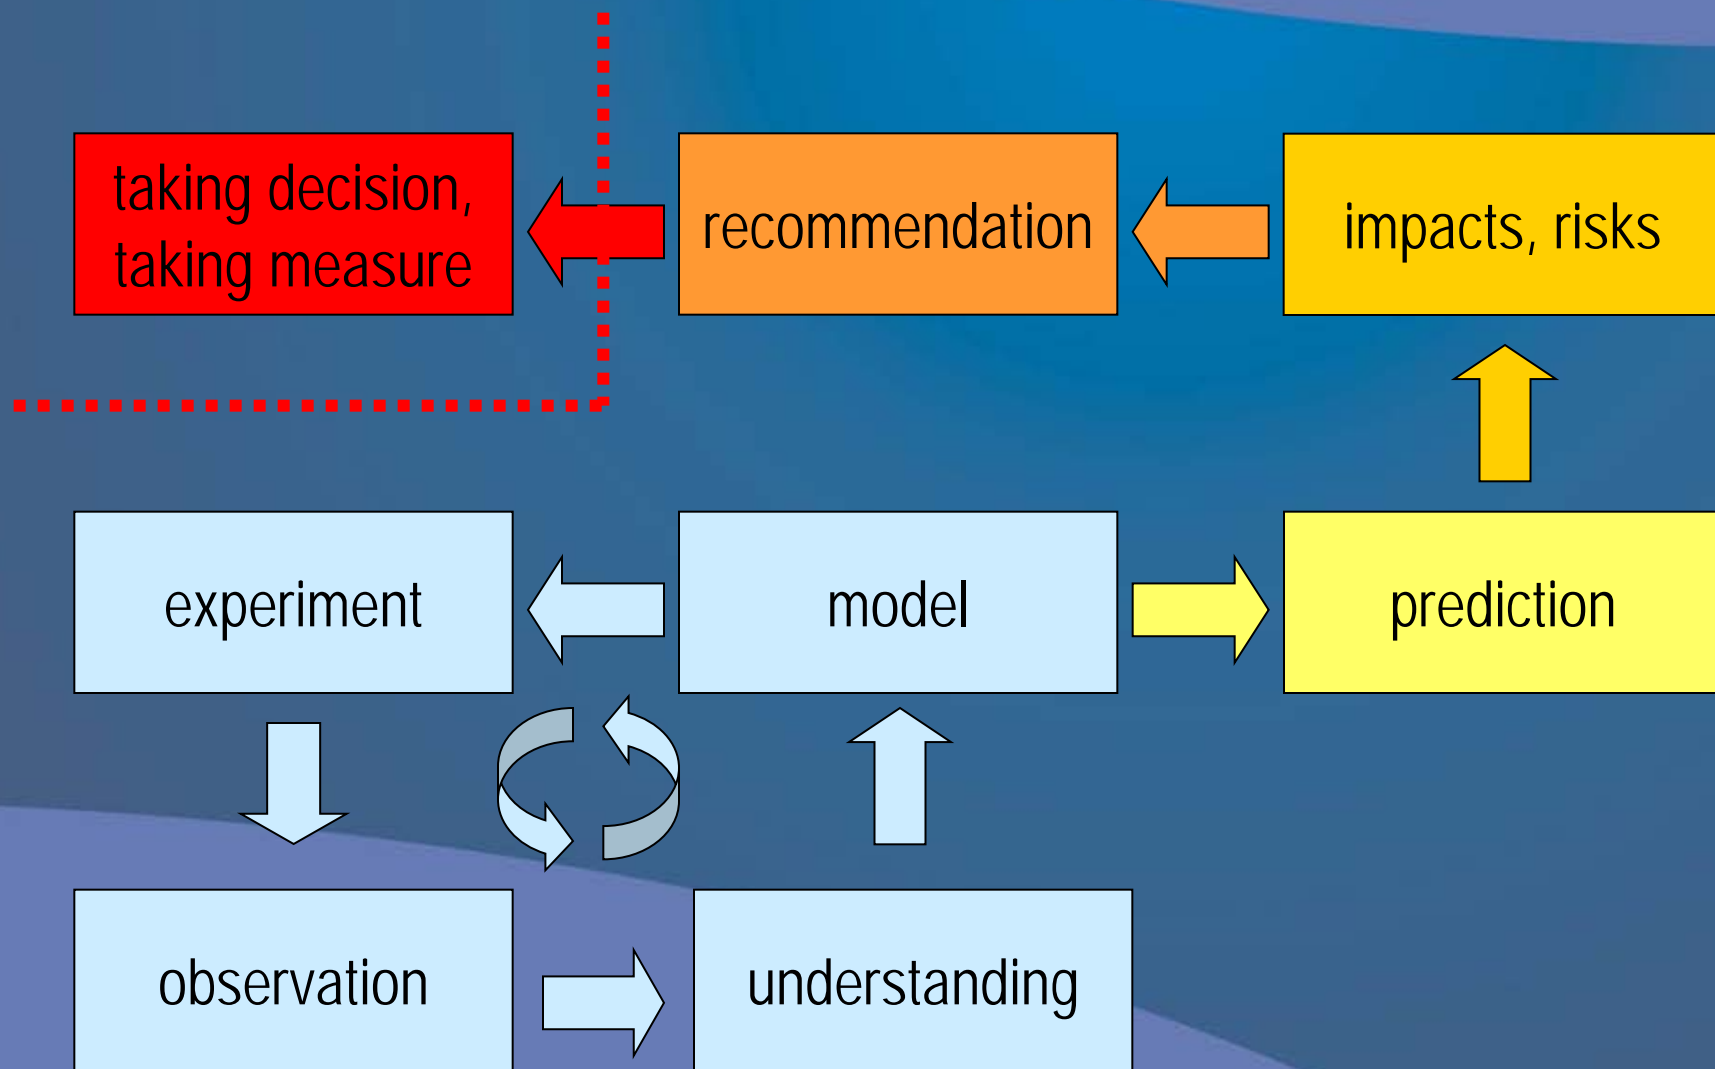 taking decision,
taking measure
recommendation
impacts, risks
experiment
model
prediction
observation
understanding